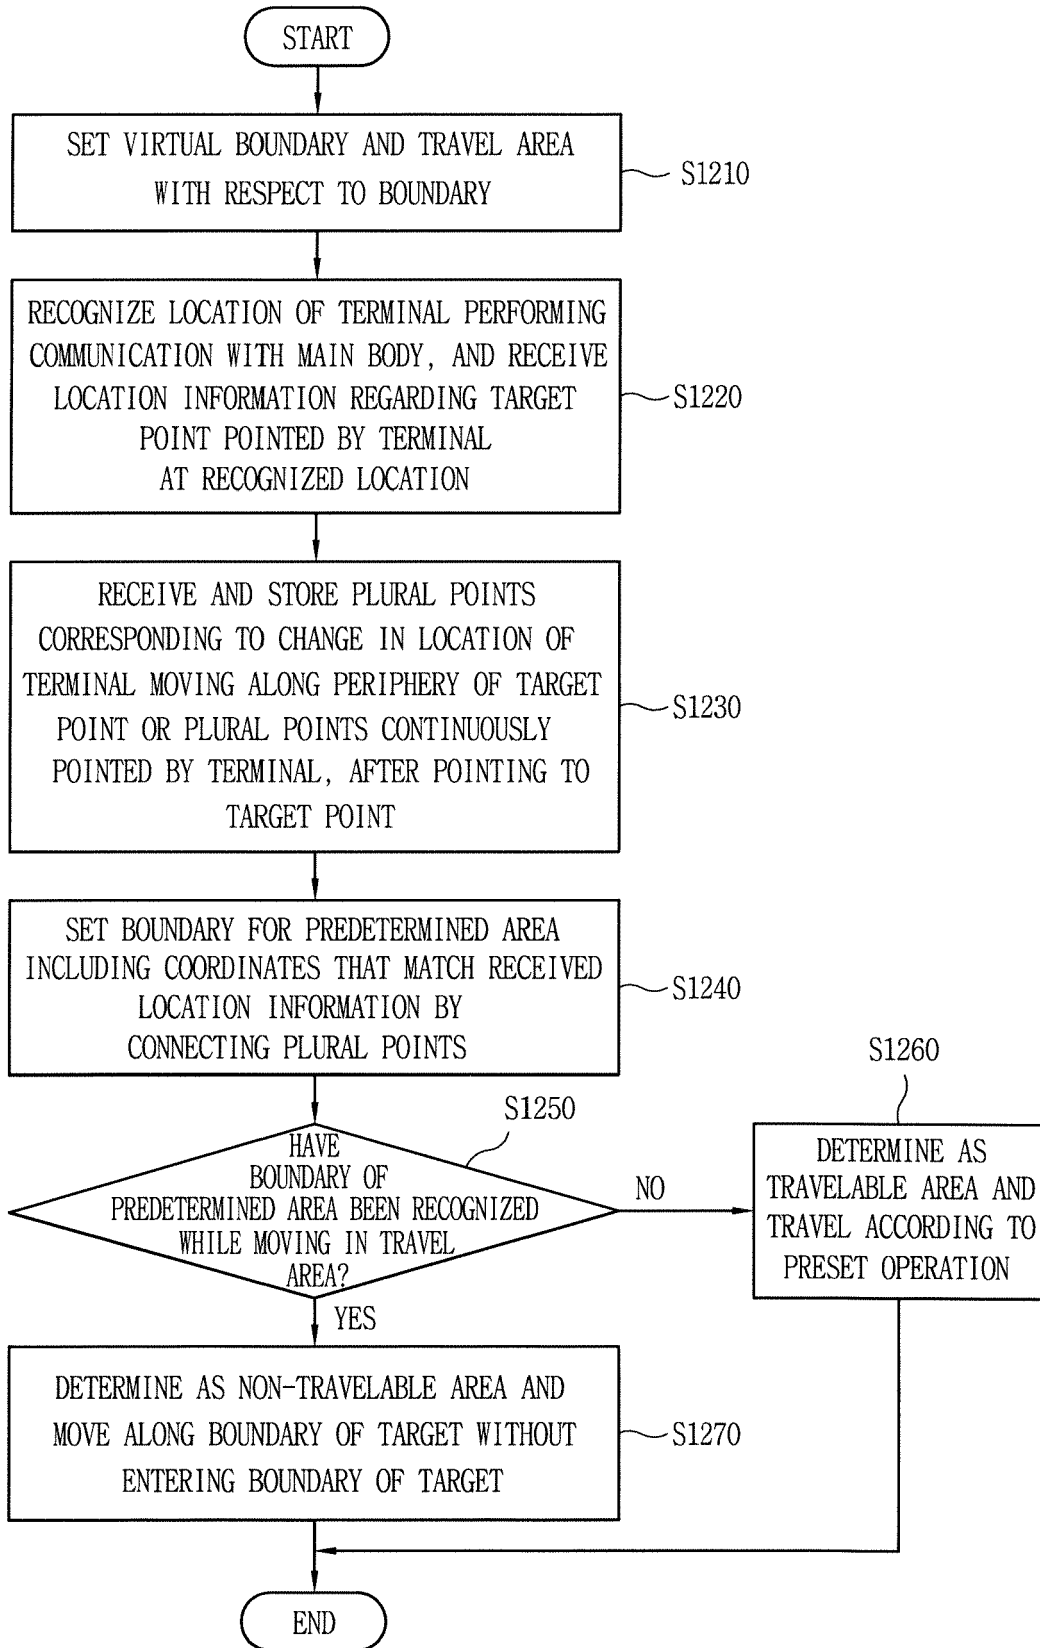 START
SET VIRTUAL BOUNDARY AND TRAVEL AREA
WITH RESPECT TO BOUNDARY
S1210
RECOGNIZE LOCATION OF TERMINAL PERFORMING
COMMUNICATION WITH MAIN BODY, AND RECEIVE
LOCATION INFORMATION REGARDING TARGET
POINT POINTED BY TERMINAL
AT RECOGNIZED LOCATION
S1220
RECEIVE AND STORE PLURAL POINTS
CORRESPONDING TO CHANGE IN LOCATION OF
TERMINAL MOVING ALONG PERIPHERY OF TARGET
POINT OR PLURAL POINTS CONTINUOUSLY
POINTED BY TERMINAL, AFTER POINTING TO
TARGET POINT
S1230
SET BOUNDARY FOR PREDETERMINED AREA
INCLUDING COORDINATES THAT MATCH RECEIVED
LOCATION INFORMATION BY
CONNECTING PLURAL POINTS
S1240
S1250
HAVE
BOUNDARY OF
PREDETERMINED AREA BEEN RECOGNIZED
WHILE MOVING IN TRAVEL
AREA?
NO
S1260
DETERMINE AS
TRAVELABLE AREA AND
TRAVEL ACCORDING TO
PRESET OPERATION
YES
DETERMINE AS NON-TRAVELABLE AREA AND
MOVE ALONG BOUNDARY OF TARGET WITHOUT
ENTERING BOUNDARY OF TARGET
S1270
END